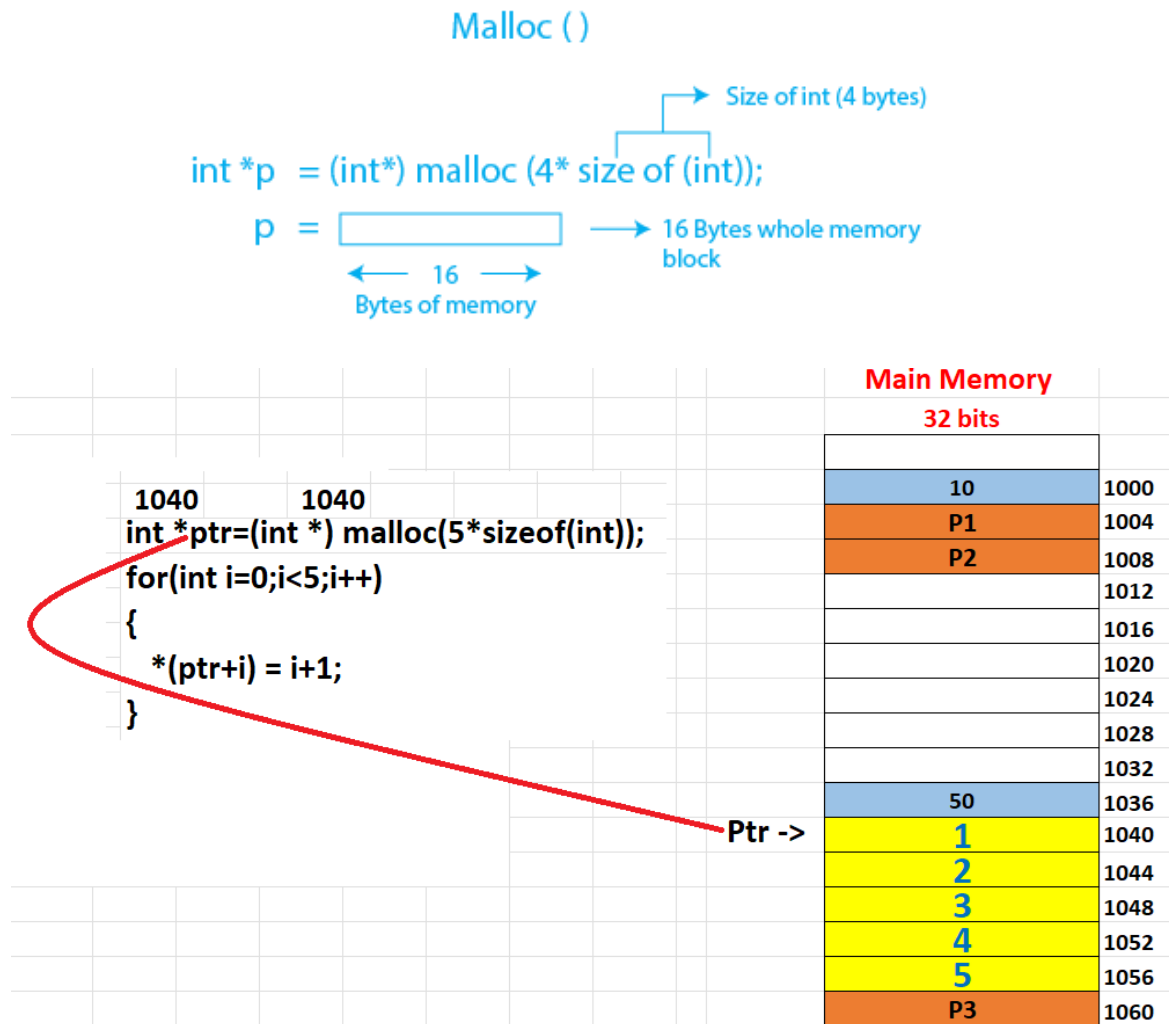 Malloc ( )
Size of int (4 bytes)
int *p = (int*) malloc (4* size of (int));
p =
16 Bytes whole memory
block
16
Bytes of memory
Main Memory
32 bits
10 1000
P1 1004
P2 1008
1012
1016
1020
1024
1028
1032
50 1036
1040 1040
int *ptr=(int *) malloc(5*sizeof(int));
for(int i=0;i<5;i++)
{
*(ptr+i) = i+1;
}
Ptr -> 1 1040
2 1044
3 1048
4 1052
5 1056
P3 1060